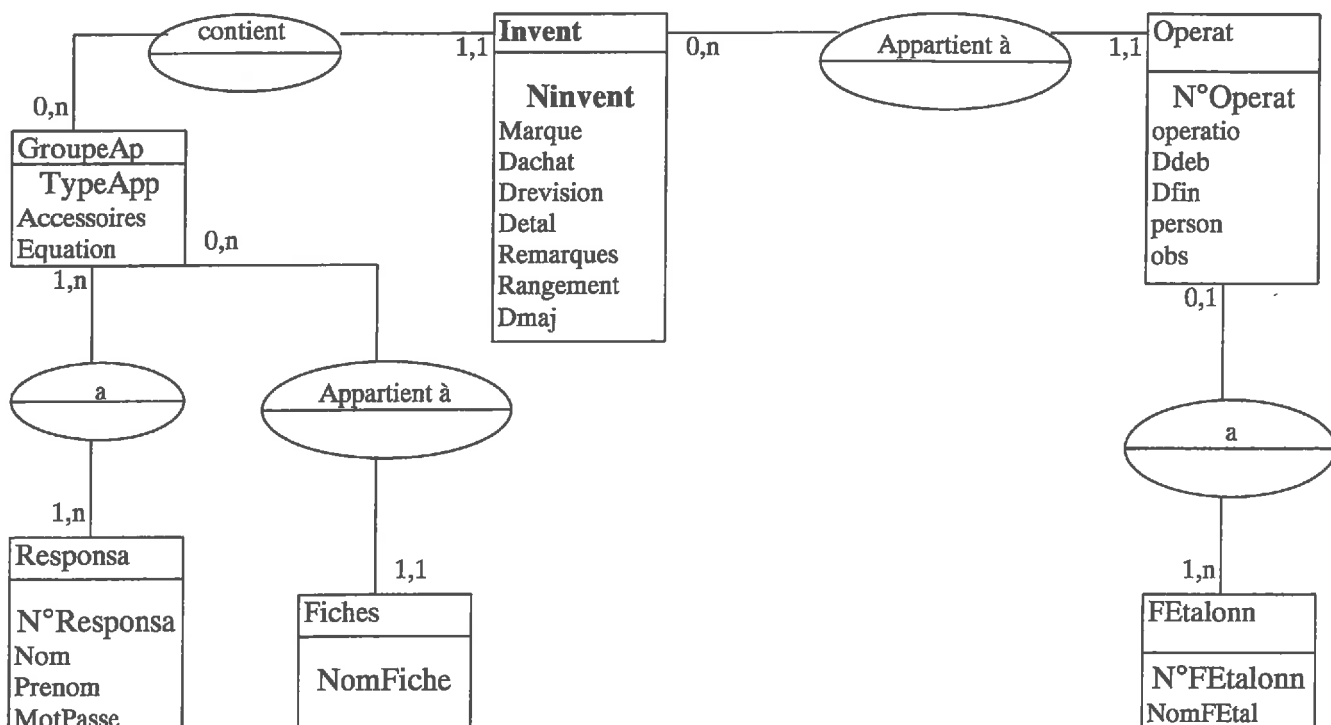 contient
1,1
Invent
0,n
Appartient à
1,1
Operat
Ninvent
Marque
Dachat
Drevision
Detal
Remarques
Rangement
Dmaj
N°Operat
operatio
Ddeb
Dfin
person
obs
0,n
GroupeAp
TypeApp
Accessoires
Equation
0,n
1,n
0,1
a
Appartient à
a
1,n
1,1
1,n
Responsa
N°Responsa
Nom
Prenom
MotPasse
Fiches
NomFiche
FEtalonn
N°FEtalonn
NomFEtal